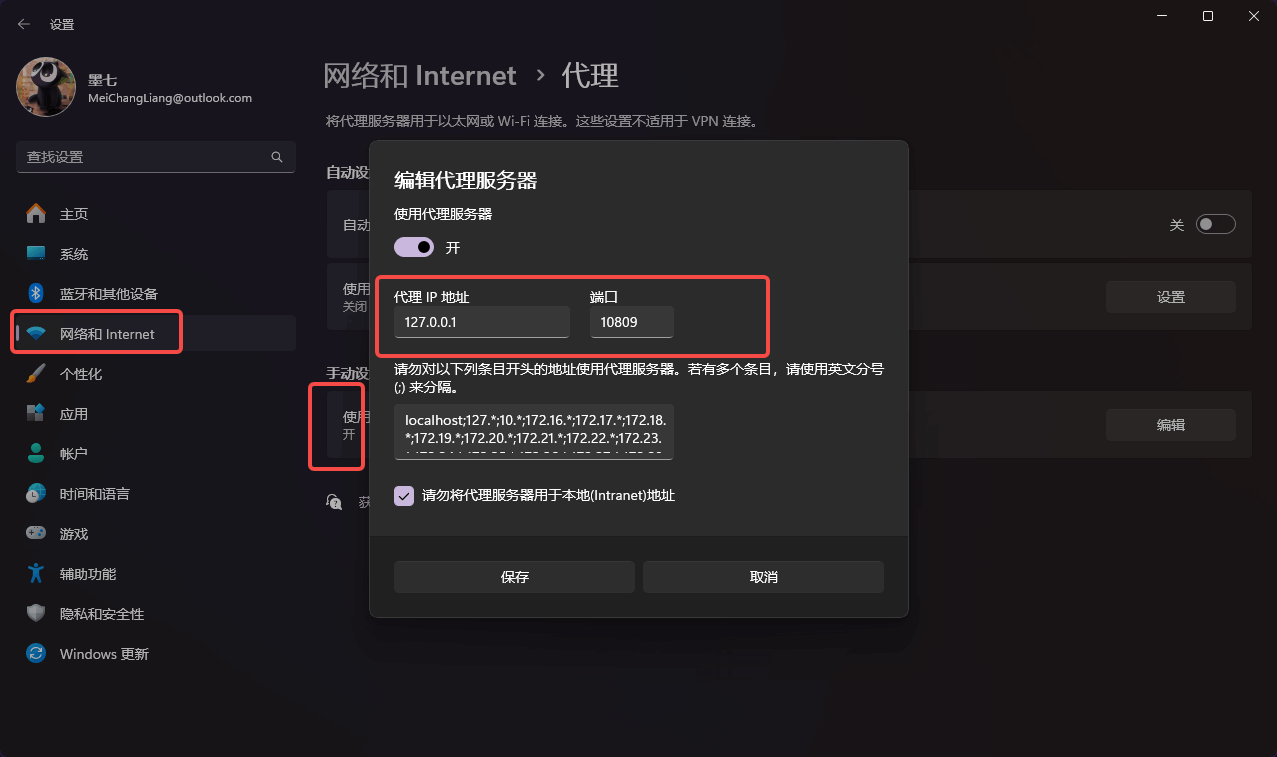 设置
墨七
MeiChangLiang@outlook.com
查找设置
主页
系统
蓝牙和其他设备
网络和 Internet
个性化
应用
帐户
时间和语言
游戏
辅助功能
隐私和安全性
Windows 更新
网络和 Internet › 代理
将代理服务器用于以太网或 Wi-Fi 连接。这些设置不适用于 VPN 连接。
自动设
自动
关
使用
关闭
设置
手动设
使用
开
编辑
获
编辑代理服务器
使用代理服务器
开
代理 IP 地址 端口
127.0.0.1 10809
请勿对以下列条目开头的地址使用代理服务器。若有多个条目，请使用英文分号
(;) 来分隔。
localhost;127.*;10.*;172.16.*;172.17.*;172.18.
*;172.19.*;172.20.*;172.21.*;172.22.*;172.23.
请勿将代理服务器用于本地(Intranet)地址
保存 取消